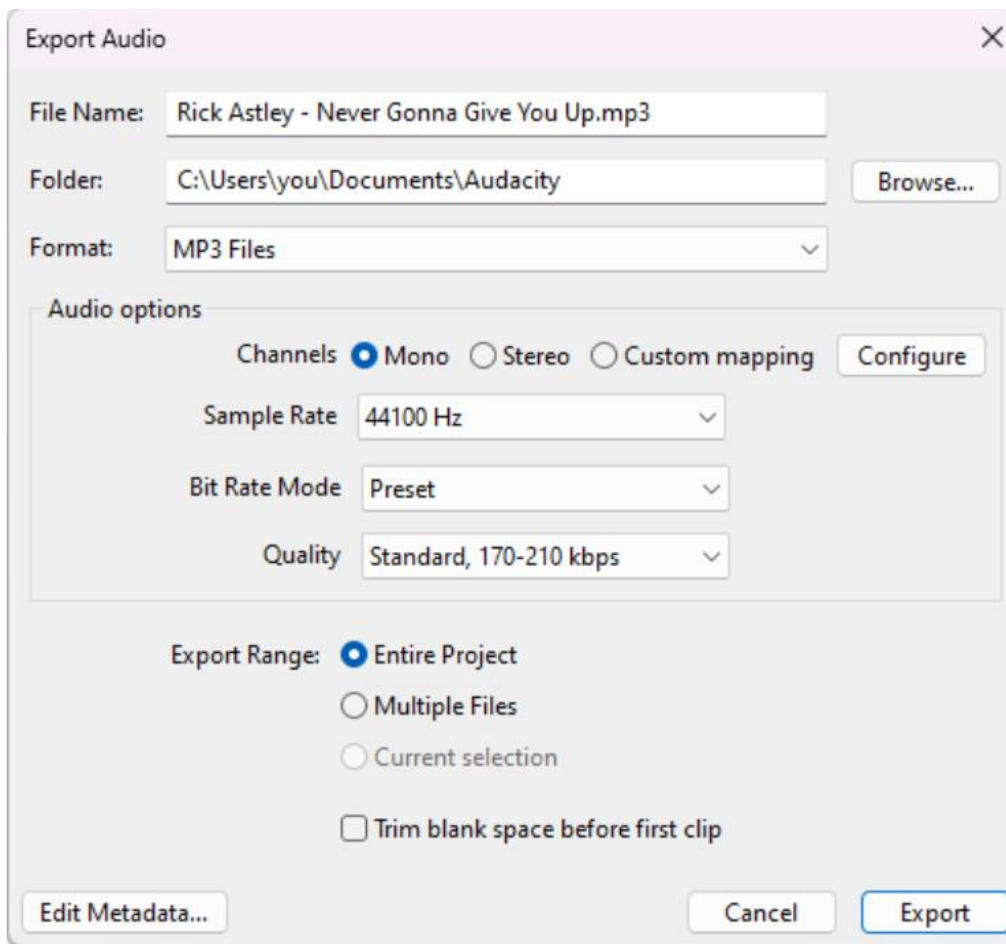 Export Audio
File Name: Rick Astley - Never Gonna Give You Up.mp3
Folder: C:\Users\you\Documents\Audacity Browse...
Format: MP3 Files
Audio options
Channels Mono Stereo Custom mapping Configure
Sample Rate 44100 Hz
Bit Rate Mode Preset
Quality Standard, 170-210 kbps
Export Range: Entire Project
Multiple Files
Current selection
Trim blank space before first clip
Edit Metadata... Cancel Export